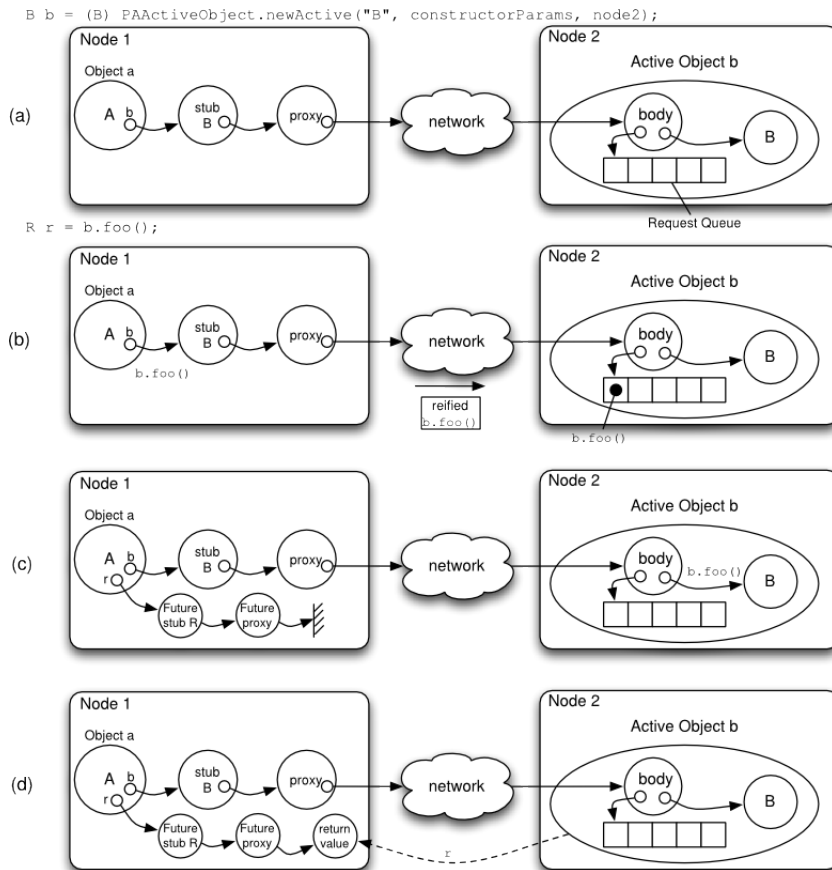 B b = (B) PAActiveObject.newActive("B", constructorParams, node2);
Node 1
Node 2
Object a
Active Object b
(a)
A
b
stub
B
proxy
network
body
B
Request Queue
R r = b.foo();
Node 1
Node 2
Object a
Active Object b
(b)
A
b
stub
B
proxy
network
body
B
b.foo()
reified
b.foo()
b.foo()
Node 1
Node 2
Object a
Active Object b
(c)
A
b
r
stub
B
proxy
network
body
b.foo()
B
Future
stub R
Future
proxy
Node 1
Node 2
Object a
Active Object b
(d)
A
b
r
stub
B
proxy
network
body
B
Future
stub R
Future
proxy
return
value
r